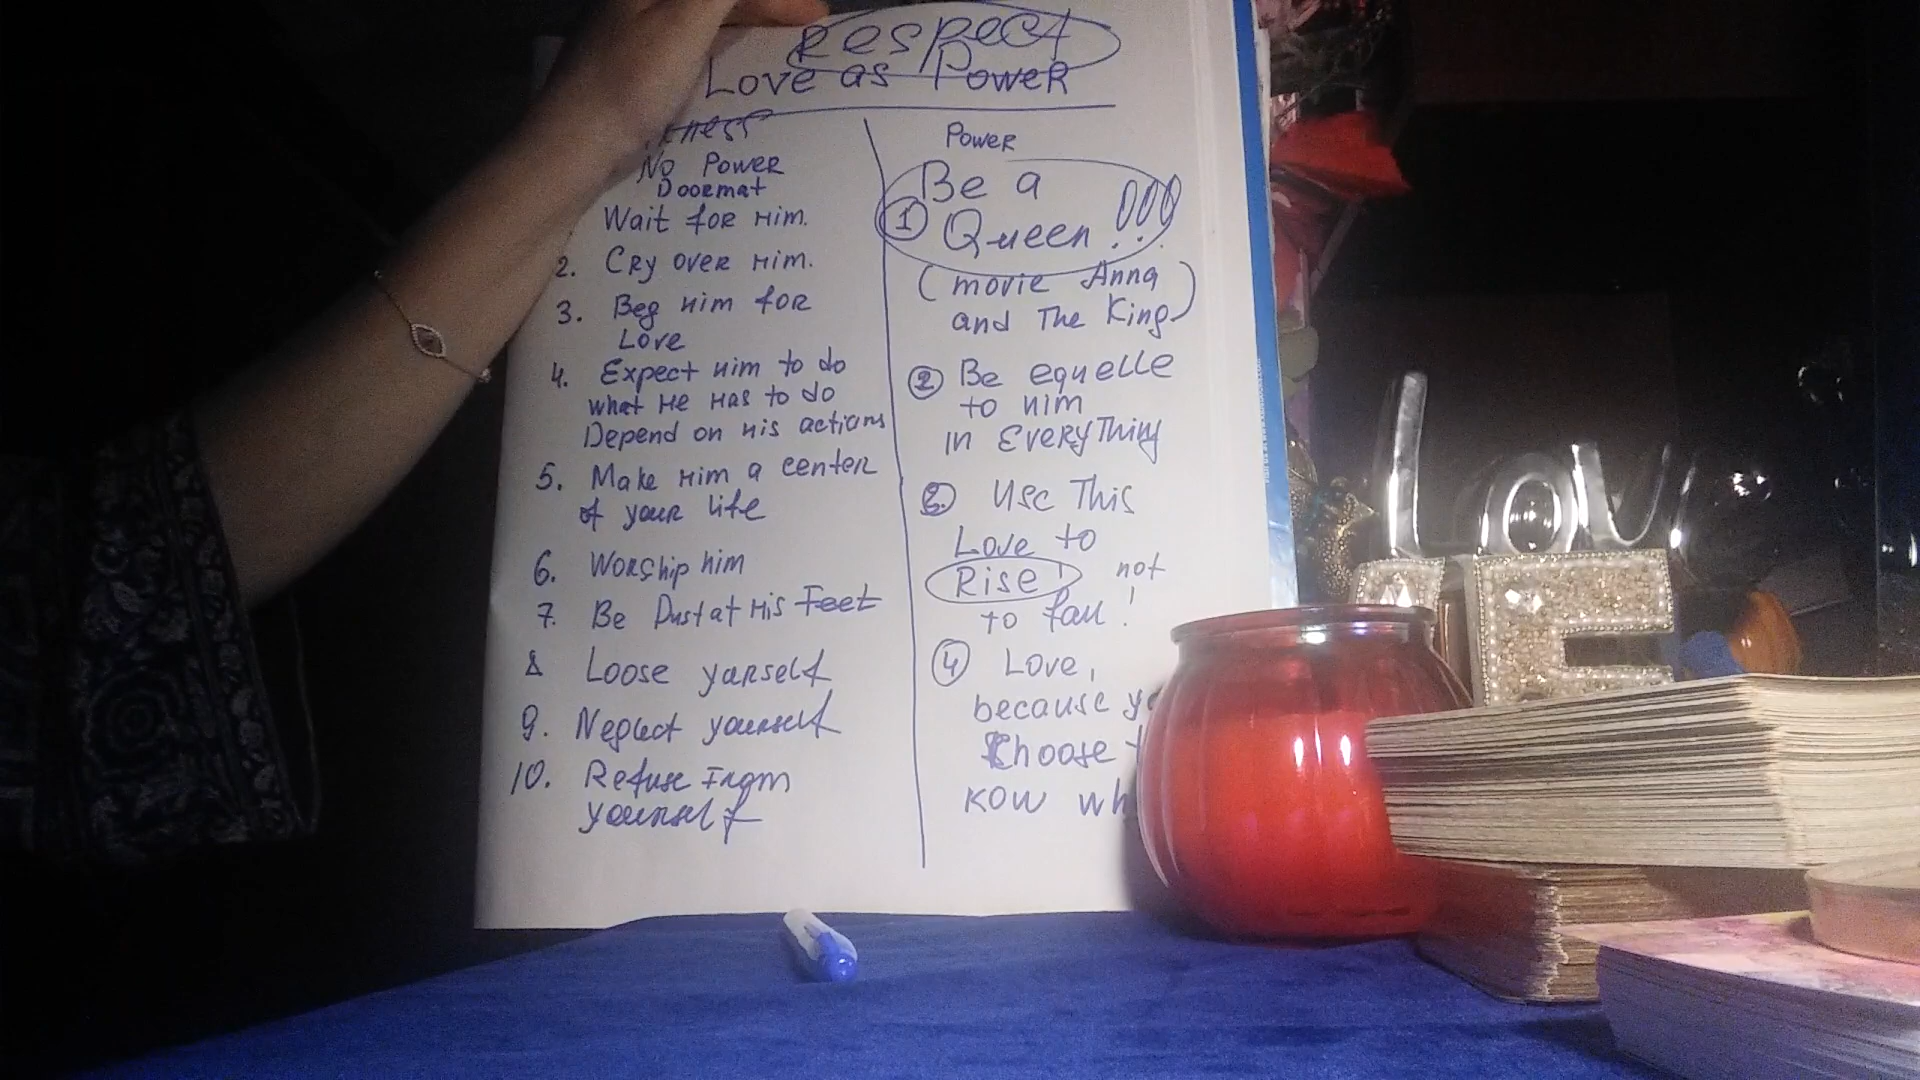 Respect
Love as Power
No Power
Doormat
Wait for Him.
2. Cry over Him.
3. Beg him for
Love
4. Expect him to do
what He Has to do
Depend on his actions
5. Make Him a center
of your life
6. Worship him
7. Be Dust at His Feet
8 Loose yarself
9. Neglect yourself
10. Refuse From
yourself
Power
Be a
1 Queen!!!
(movie Anna
and The King)
2 Be equelle
to him
in EveryThing
3. Use This
Love to
Rise! not
to fall!
4 Love,
because
Choose
kow
LOV
E